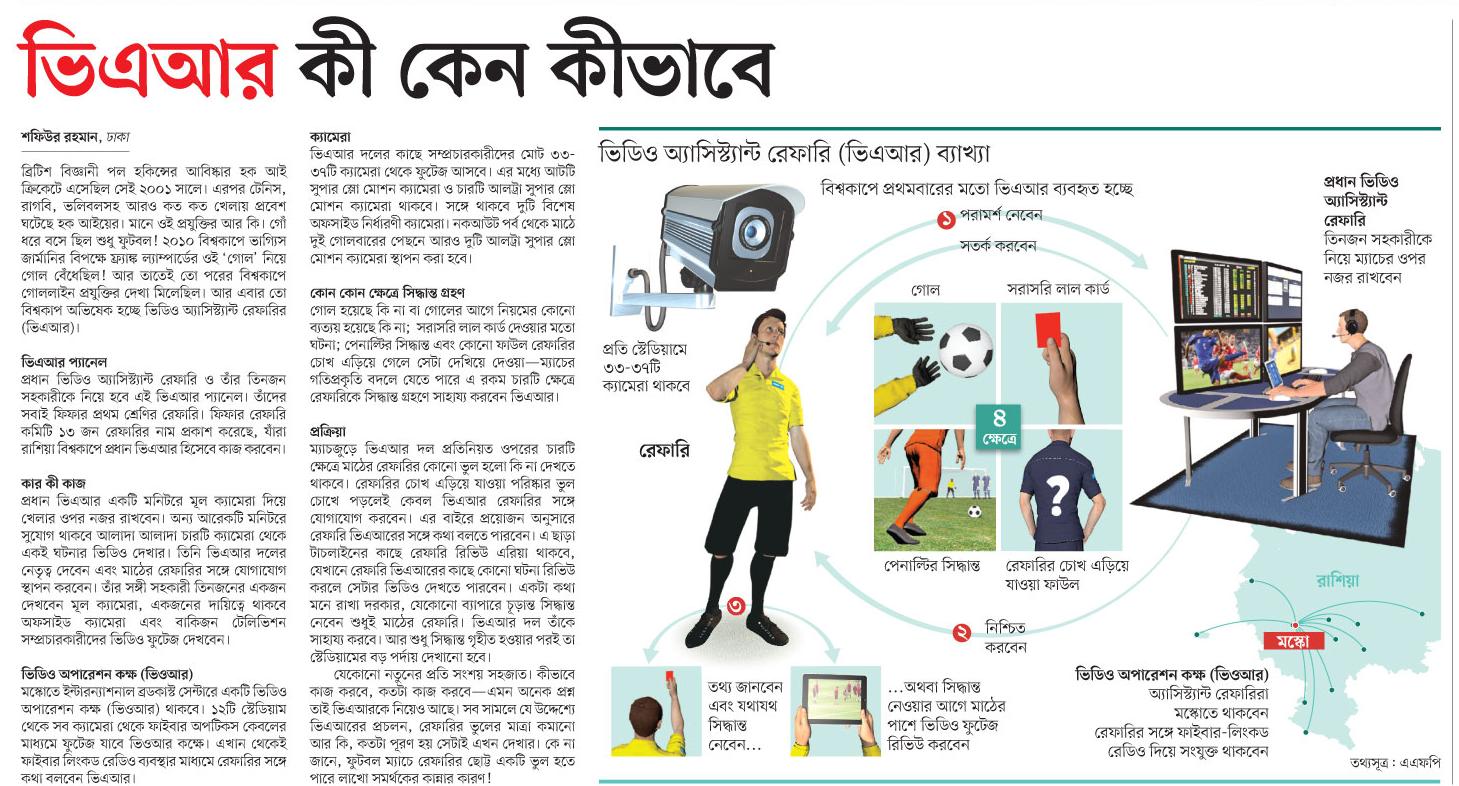 ভিএআর কী কেন কীভাবে
শফিউর রহমান, ঢাকা
ব্রিটিশ বিজ্ঞানী পল হকিন্সের আবিষ্কার হক আই
ক্রিকেটে এসেছিল সেই ২০০১ সালে। এরপর টেনিস,
রাগবি, ভলিবলসহ আরও কত কত খেলায় প্রবেশ
ঘটেছে হক আইয়ের। মানে ওই প্রযুক্তির আর কি। গোঁ
ধরে বসে ছিল শুধু ফুটবল! ২০১০ বিশ্বকাপে ভাগ্যিস
জার্মানির বিপক্ষে ফ্র্যাঙ্ক ল্যাম্পার্ডের ওই ‘গোল’ নিয়ে
গোল বেঁধেছিল! আর তাতেই তো পরের বিশ্বকাপে
গোললাইন প্রযুক্তির দেখা মিলেছিল। আর এবার তো
বিশ্বকাপ অভিষেক হচ্ছে ভিডিও অ্যাসিস্ট্যান্ট রেফারির
(ভিএআর)।
ভিএআর প্যানেল
প্রধান ভিডিও অ্যাসিস্ট্যান্ট রেফারি ও তাঁর তিনজন
সহকারীকে নিয়ে হবে এই ভিএআর প্যানেল। তাঁদের
সবাই ফিফার প্রথম শ্রেণির রেফারি। ফিফার রেফারি
কমিটি ১৩ জন রেফারির নাম প্রকাশ করেছে, যাঁরা
রাশিয়া বিশ্বকাপে প্রধান ভিএআর হিসেবে কাজ করবেন।
কার কী কাজ
প্রধান ভিএআর একটি মনিটরে মূল ক্যামেরা দিয়ে
খেলার ওপর নজর রাখবেন। অন্য আরেকটি মনিটরে
সুযোগ থাকবে আলাদা আলাদা চারটি ক্যামেরা থেকে
একই ঘটনার ভিডিও দেখার। তিনি ভিএআর দলের
নেতৃত্ব দেবেন এবং মাঠের রেফারির সঙ্গে যোগাযোগ
স্থাপন করবেন। তাঁর সঙ্গী সহকারী তিনজনের একজন
দেখবেন মূল ক্যামেরা, একজনের দায়িত্বে থাকবে
অফসাইড ক্যামেরা এবং বাকিজন টেলিভিশন
সম্প্রচারকারীদের ভিডিও ফুটেজ দেখবেন।
ভিডিও অপারেশন কক্ষ (ভিওআর)
মস্কোতে ইন্টারন্যাশনাল ব্রডকাস্ট সেন্টারে একটি ভিডিও
অপারেশন কক্ষ (ভিওআর) থাকবে। ১২টি স্টেডিয়াম
থেকে সব ক্যামেরা থেকে ফাইবার অপটিকস কেবলের
মাধ্যমে ফুটেজ যাবে ভিওআর কক্ষে। এখান থেকেই
ফাইবার লিংকড রেডিও ব্যবস্থার মাধ্যমে রেফারির সঙ্গে
কথা বলবেন ভিএআর।
ক্যামেরা
ভিএআর দলের কাছে সম্প্রচারকারীদের মোট ৩৩-
৩৭টি ক্যামেরা থেকে ফুটেজ আসবে। এর মধ্যে আটটি
সুপার স্লো মোশন ক্যামেরা ও চারটি আলট্রা সুপার স্লো
মোশন ক্যামেরা থাকবে। সঙ্গে থাকবে দুটি বিশেষ
অফসাইড নির্ধারণী ক্যামেরা। নকআউট পর্ব থেকে মাঠে
দুই গোলবারের পেছনে আরও দুটি আলট্রা সুপার স্লো
মোশন ক্যামেরা স্থাপন করা হবে।
কোন কোন ক্ষেত্রে সিদ্ধান্ত গ্রহণ
গোল হয়েছে কি না বা গোলের আগে নিয়মের কোনো
ব্যত্যয় হয়েছে কি না; সরাসরি লাল কার্ড দেওয়ার মতো
ঘটনা; পেনাল্টির সিদ্ধান্ত এবং কোনো ফাউল রেফারির
চোখ এড়িয়ে গেলে সেটা দেখিয়ে দেওয়া—ম্যাচের
গতিপ্রকৃতি বদলে যেতে পারে এ রকম চারটি ক্ষেত্রে
রেফারিকে সিদ্ধান্ত গ্রহণে সাহায্য করবেন ভিএআর।
প্রক্রিয়া
ম্যাচজুড়ে ভিএআর দল প্রতিনিয়ত ওপরের চারটি
ক্ষেত্রে মাঠের রেফারির কোনো ভুল হলো কি না দেখতে
থাকবে। রেফারির চোখ এড়িয়ে যাওয়া পরিষ্কার ভুল
চোখে পড়লেই কেবল ভিএআর রেফারির সঙ্গে
যোগাযোগ করবেন। এর বাইরে প্রয়োজন অনুসারে
রেফারি ভিএআরের সঙ্গে কথা বলতে পারবেন। এ ছাড়া
টাচলাইনের কাছে রেফারি রিভিউ এরিয়া থাকবে,
যেখানে রেফারি ভিএআরের কাছে কোনো ঘটনা রিভিউ
করলে সেটার ভিডিও দেখতে পারবেন। একটা কথা
মনে রাখা দরকার, যেকোনো ব্যাপারে চূড়ান্ত সিদ্ধান্ত
নেবেন শুধুই মাঠের রেফারি। ভিএআর দল তাঁকে
সাহায্য করবে। আর শুধু সিদ্ধান্ত গৃহীত হওয়ার পরই তা
স্টেডিয়ামের বড় পর্দায় দেখানো হবে।
যেকোনো নতুনের প্রতি সংশয় সহজাত। কীভাবে
কাজ করবে, কতটা কাজ করবে—এমন অনেক প্রশ্ন
তাই ভিএআরকে নিয়েও আছে। সব সামলে যে উদ্দেশ্যে
ভিএআরের প্রচলন, রেফারির ভুলের মাত্রা কমানো
আর কি, কতটা পূরণ হয় সেটাই এখন দেখার। কে না
জানে, ফুটবল ম্যাচে রেফারির ছোট্ট একটি ভুল হতে
পারে লাখো সমর্থকের কান্নার কারণ!
ভিডিও অ্যাসিস্ট্যান্ট রেফারি (ভিএআর) ব্যাখ্যা
বিশ্বকাপে প্রথমবারের মতো ভিএআর ব্যবহৃত হচ্ছে
১ পরামর্শ নেবেন
সতর্ক করবেন
প্রধান ভিডিও
অ্যাসিস্ট্যান্ট
রেফারি
তিনজন সহকারীকে
নিয়ে ম্যাচের ওপর
নজর রাখবেন
প্রতি স্টেডিয়ামে
৩৩-৩৭টি
ক্যামেরা থাকবে
রেফারি
গোল
সরাসরি লাল কার্ড
৪
ক্ষেত্রে
?
পেনাল্টির সিদ্ধান্ত
রেফারির চোখ এড়িয়ে
যাওয়া ফাউল
২ নিশ্চিত
করবেন
৩
তথ্য জানবেন
এবং যথাযথ
সিদ্ধান্ত
নেবেন...
...অথবা সিদ্ধান্ত
নেওয়ার আগে মাঠের
পাশে ভিডিও ফুটেজ
রিভিউ করবেন
রাশিয়া
মস্কো
ভিডিও অপারেশন কক্ষ (ভিওআর)
অ্যাসিস্ট্যান্ট রেফারিরা
মস্কোতে থাকবেন
রেফারির সঙ্গে ফাইবার-লিংকড
রেডিও দিয়ে সংযুক্ত থাকবেন
তথ্যসূত্র : এএফপি